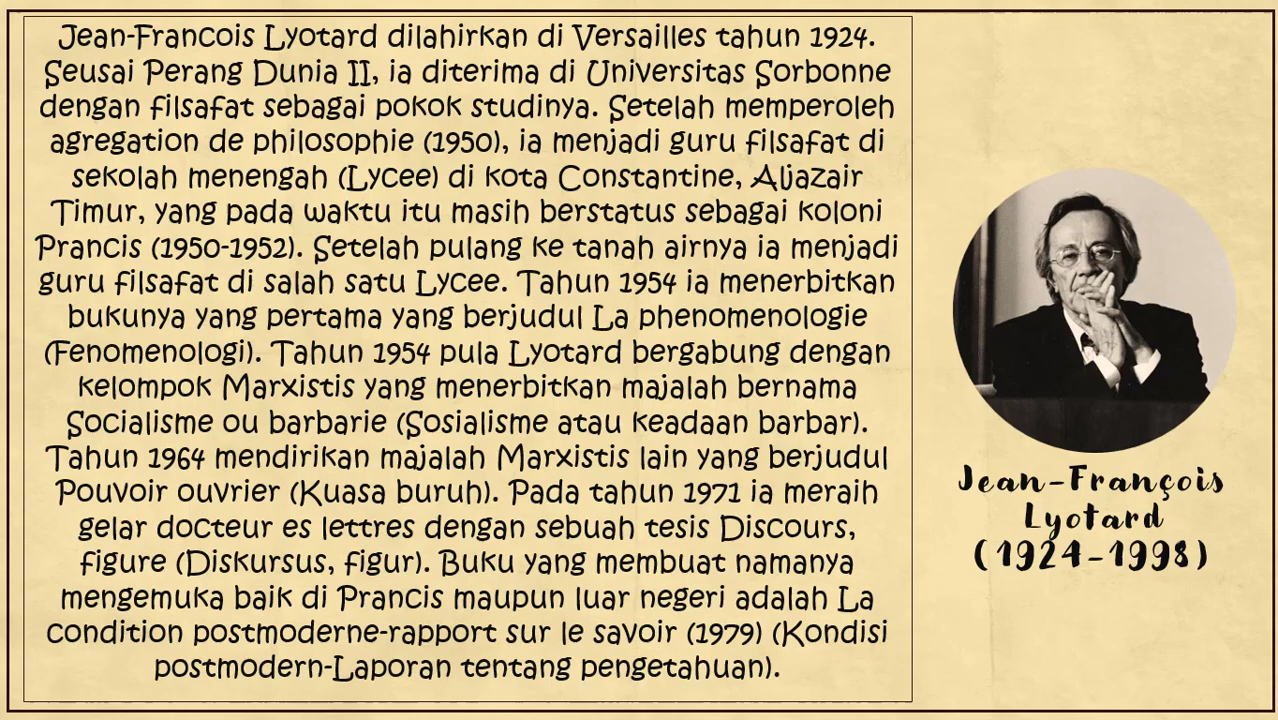 Jean-Francois Lyotard dilahirkan di Versailles tahun 1924.
Seusai Perang Dunia II, ia diterima di Universitas Sorbonne
dengan filsafat sebagai pokok studinya. Setelah memperoleh
agregation de philosophie (1950), ia menjadi guru filsafat di
sekolah menengah (Lycee) di kota Constantine, Aljazair
Timur, yang pada waktu itu masih berstatus sebagai koloni
Prancis (1950-1952). Setelah pulang ke tanah airnya ia menjadi
guru filsafat di salah satu Lycee. Tahun 1954 ia menerbitkan
bukunya yang pertama yang berjudul La phenomenologie
(Fenomenologi). Tahun 1954 pula Lyotard bergabung dengan
kelompok Marxistis yang menerbitkan majalah bernama
Socialisme ou barbarie (Sosialisme atau keadaan barbar).
Tahun 1964 mendirikan majalah Marxistis lain yang berjudul
Pouvoir ouvrier (Kuasa buruh). Pada tahun 1971 ia meraih
gelar docteur es lettres dengan sebuah tesis Discours,
figure (Diskursus, figur). Buku yang membuat namanya
mengemuka baik di Prancis maupun luar negeri adalah La
condition postmoderne-rapport sur le savoir (1979) (Kondisi
postmodern-Laporan tentang pengetahuan).
Jean-François
Lyotard
(1924-1998)